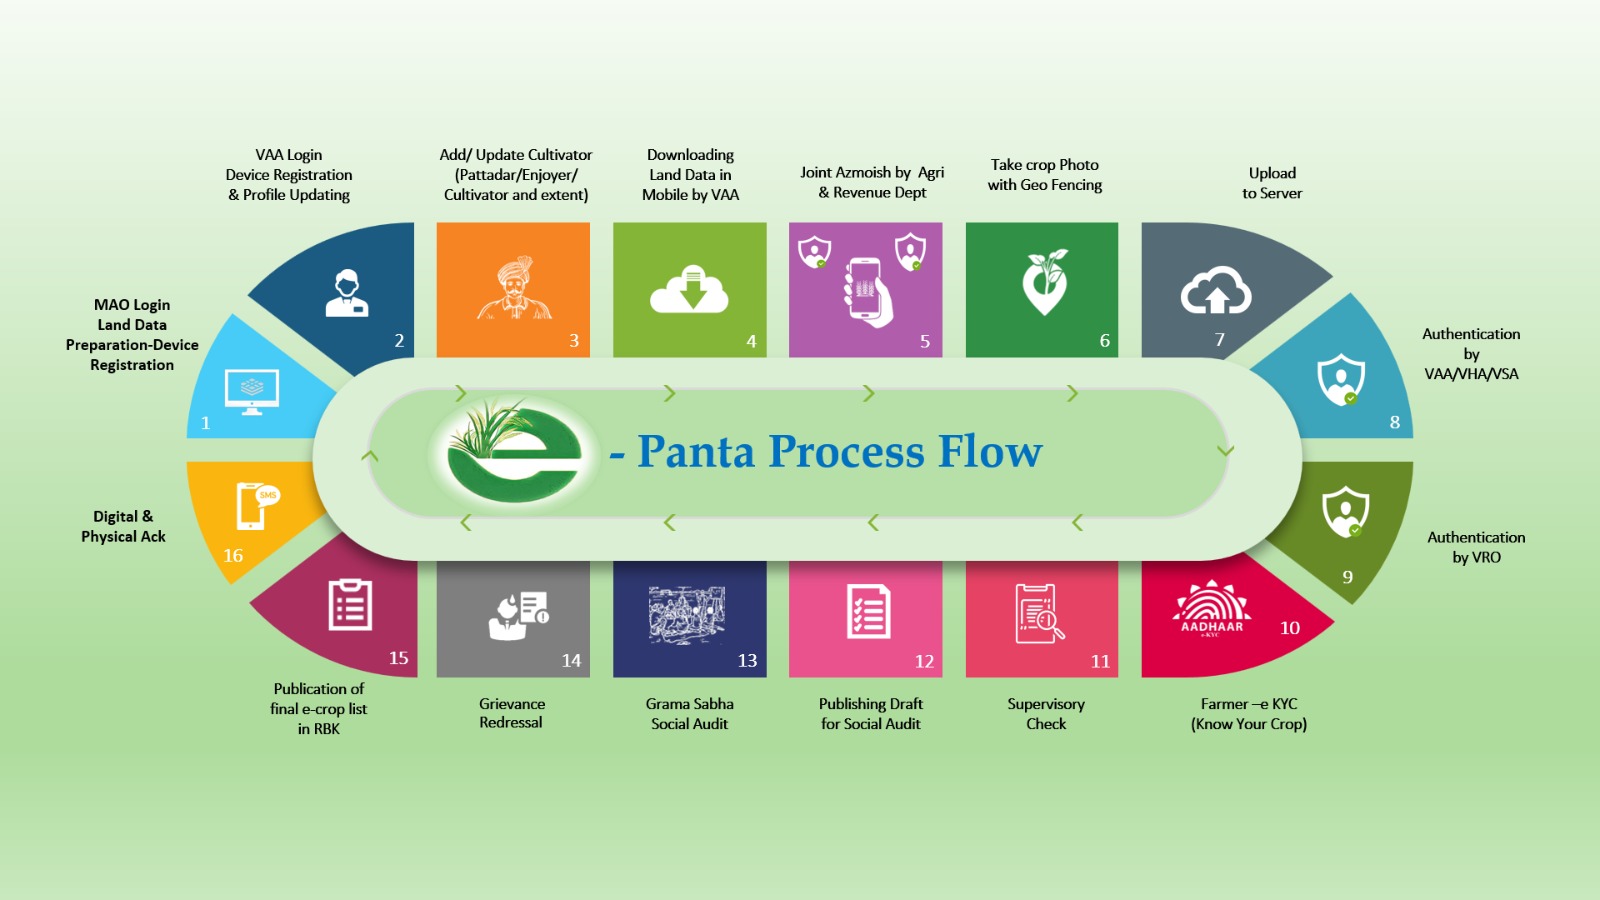 VAA Login
Device Registration
& Profile Updating
Add/ Update Cultivator
(Pattadar/Enjoyer/
Cultivator and extent)
Downloading
Land Data in
Mobile by VAA
Joint Azmoish by Agri
& Revenue Dept
Take crop Photo
with Geo Fencing
Upload
to Server
MAO Login
Land Data
Preparation-Device
Registration
1
2
3
4
5
6
7
Authentication
by
VAA/VHA/VSA
8
e - Panta Process Flow
Digital &
Physical Ack
SMS
16
15
14
13
12
11
AADHAAR
e-KYC
10
9
Authentication
by VRO
Publication of
final e-crop list
in RBK
Grievance
Redressal
Grama Sabha
Social Audit
Publishing Draft
for Social Audit
Supervisory
Check
Farmer –e KYC
(Know Your Crop)